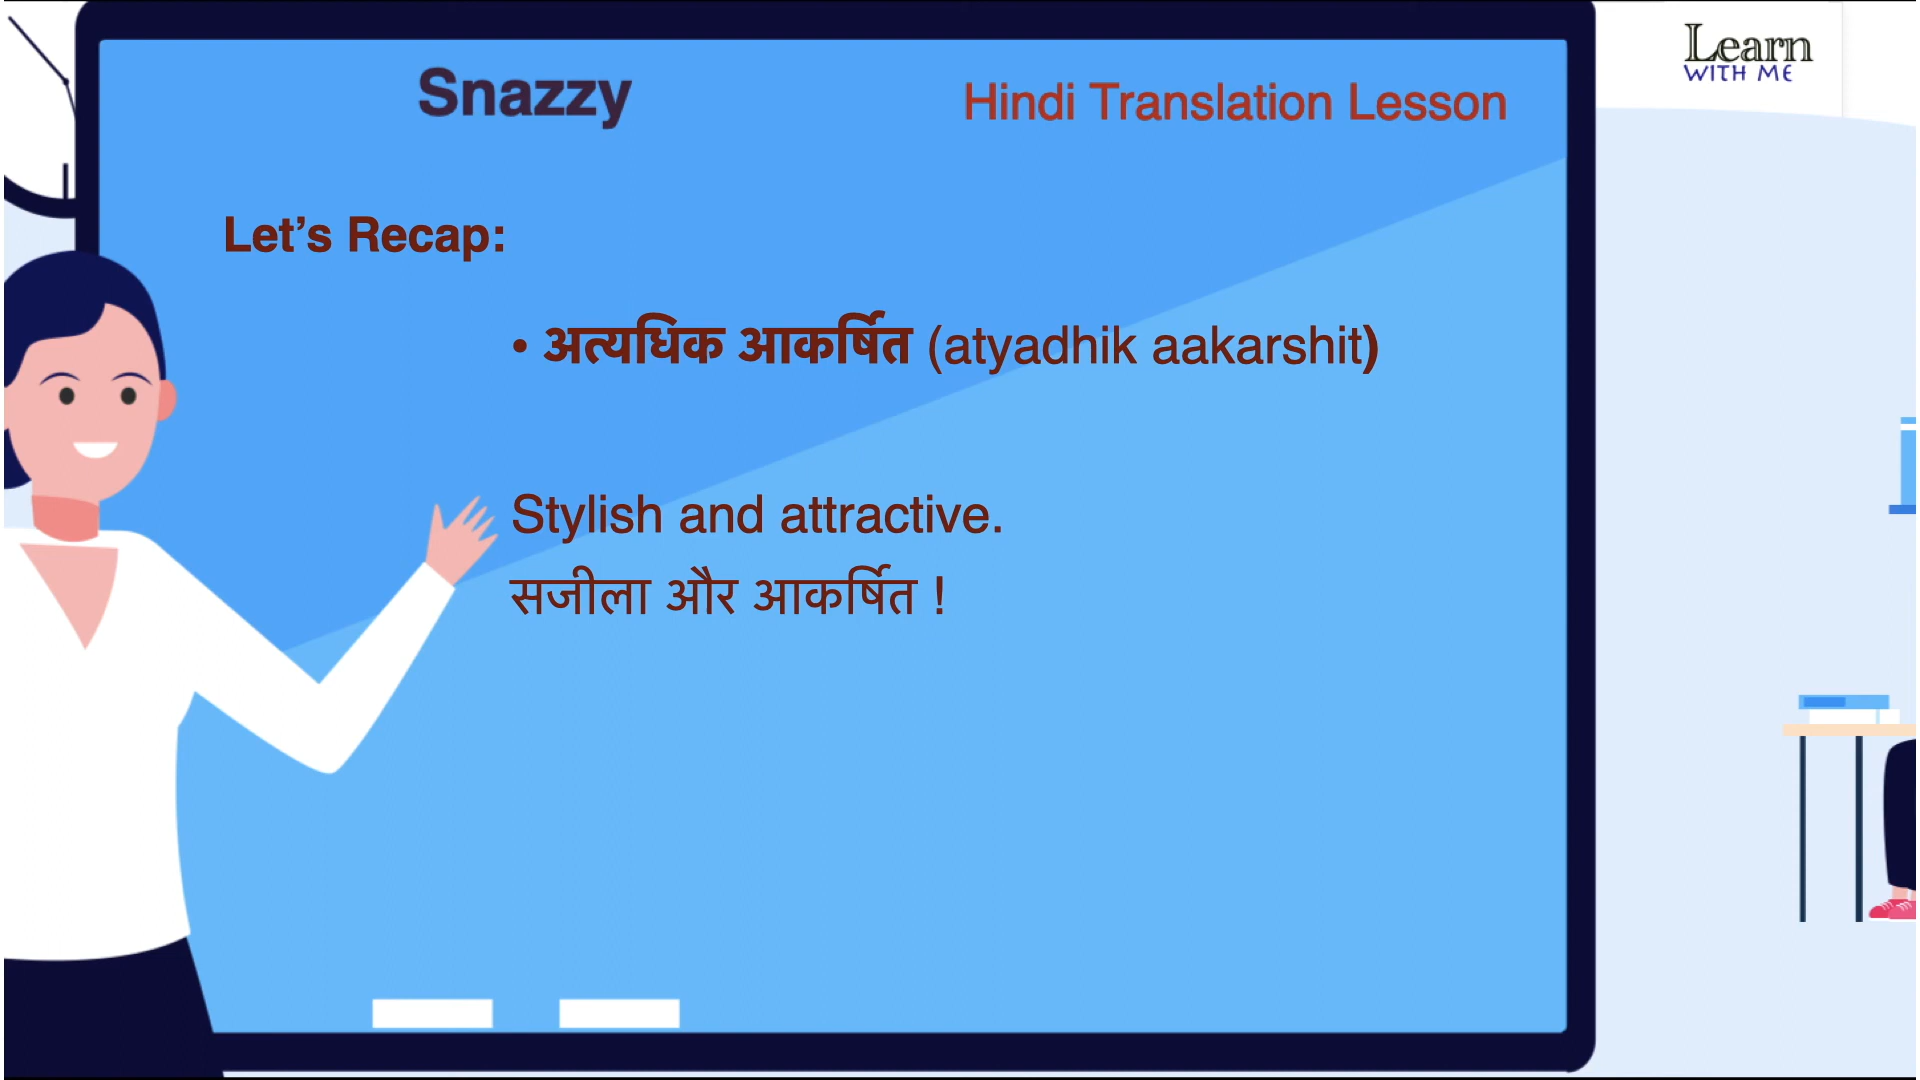 Snazzy
Hindi Translation Lesson
Learn
WITH ME
Let’s Recap:
• अत्यधिक आकर्षित (atyadhik aakarshit)
Stylish and attractive.
सजीला और आकर्षित !